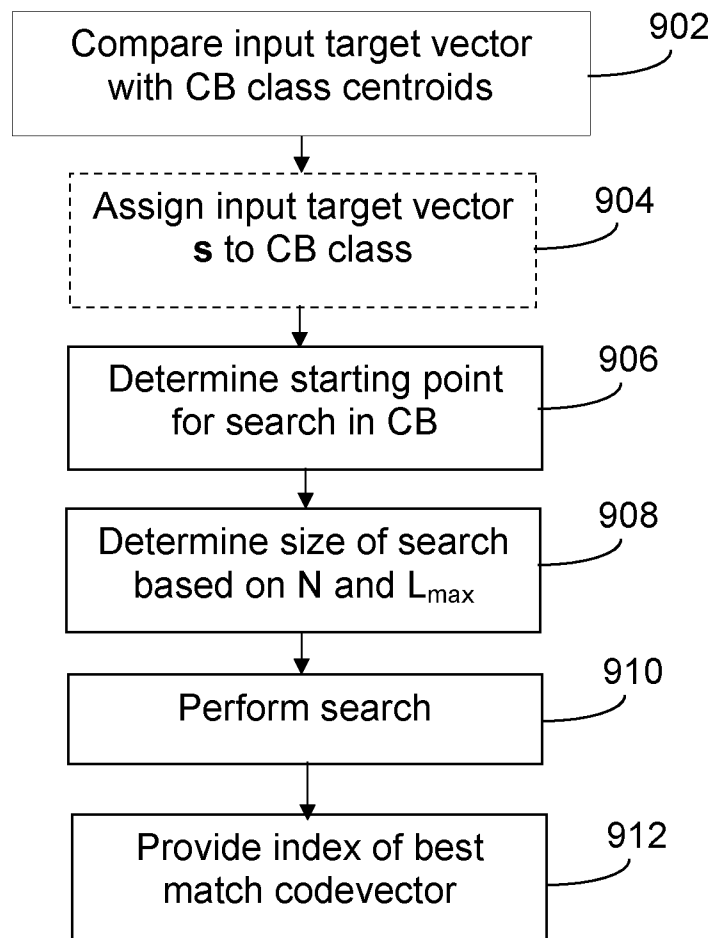 Compare input target vector
with CB class centroids
902
Assign input target vector
s to CB class
904
Determine starting point
for search in CB
906
Determine size of search
based on N and Lmax
908
Perform search
910
Provide index of best
match codevector
912